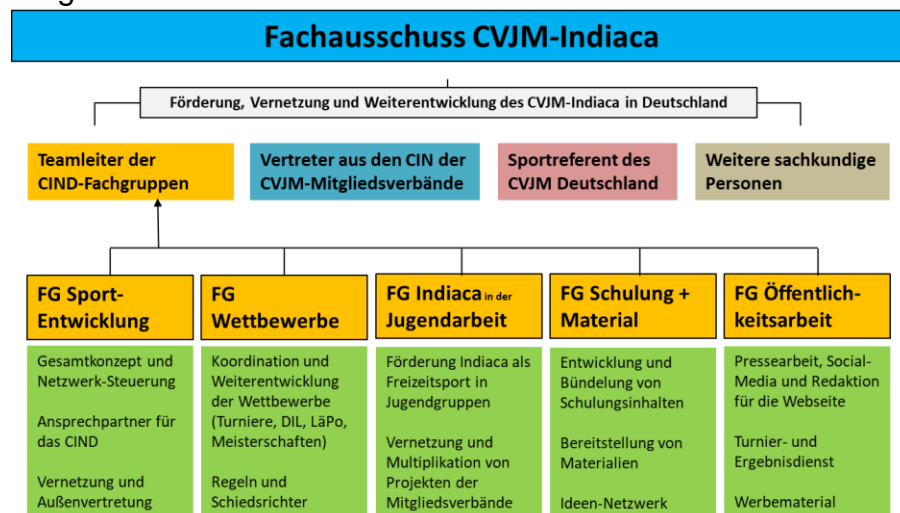 Fachausschuss CVJM-Indiaca
Förderung, Vernetzung und Weiterentwicklung des CVJM-Indiaca in Deutschland
Teamleiter der
CIND-Fachgruppen
Vertreter aus den CIN der
CVJM-Mitgliedsverbände
Sportreferent des
CVJM Deutschland
Weitere sachkundige
Personen
FG Sport-
Entwicklung
Gesamtkonzept und
Netzwerk-Steuerung
Ansprechpartner für
das CIND
Vernetzung und
Außenvertretung
FG
Wettbewerbe
Koordination und
Weiterentwicklung
der Wettbewerbe
(Turniere, DIL, LäPo,
Meisterschaften)
Regeln und
Schiedsrichter
FG Indiaca in der
Jugendarbeit
Förderung Indiaca als
Freizeitsport in
Jugendgruppen
Vernetzung und
Multiplikation von
Projekten der
Mitgliedsverbände
FG Schulung +
Material
Entwicklung und
Bündelung von
Schulungsinhalten
Bereitstellung von
Materialien
Ideen-Netzwerk
FG Öffentlich-
keitsarbeit
Pressearbeit, Social-
Media und Redaktion
für die Webseite
Turnier- und
Ergebnisdienst
Werbematerial